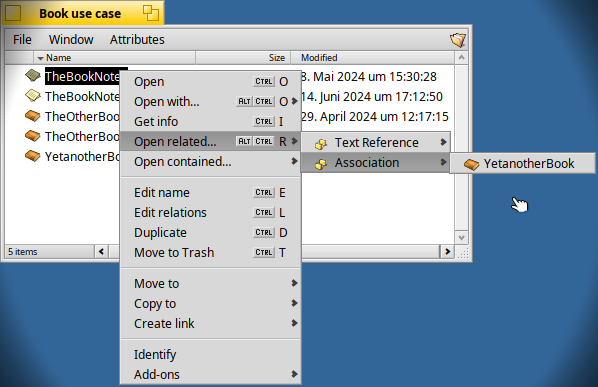 Book use case
File Window Attributes
Name Size Modified
TheBookNote 8. Mai 2024 um 15:30:28
TheBookNote 14. Juni 2024 um 17:12:50
TheOtherBo 29. April 2024 um 12:17:15
TheOtherBo
YetanotherBo
5 items
Open CTRL O
Open with... ALT CTRL O
Get info CTRL I
Open related... ALT CTRL R
Open contained...
Edit name CTRL E
Edit relations CTRL L
Duplicate CTRL D
Move to Trash CTRL T
Move to
Copy to
Create link
Identify
Add-ons
Text Reference
Association
YetanotherBook